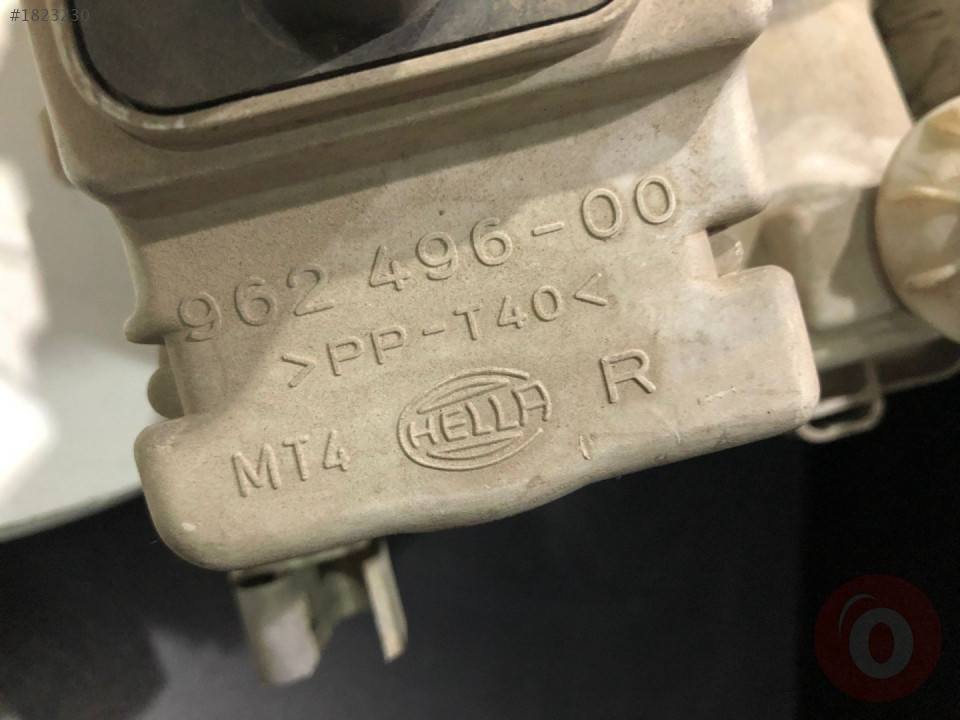 #1823230
962 496-00
>PP-T40<
MT4 HELLA R
O